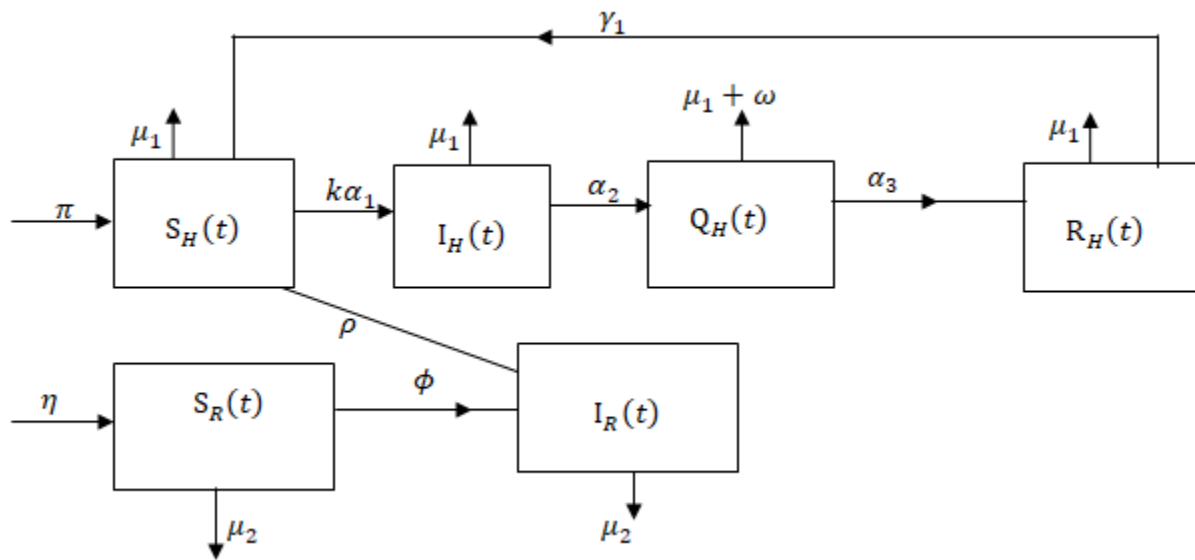 γ₁
μ₁
μ₁
μ₁ + ω
μ₁
π
S_H(t)
kα₁
I_H(t)
α₂
Q_H(t)
α₃
R_H(t)
ρ
η
S_R(t)
ϕ
I_R(t)
μ₂
μ₂